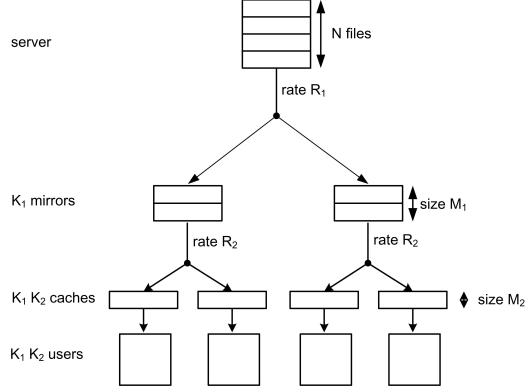 server
N files
rate R₁
K₁ mirrors
size M₁
rate R₂
rate R₂
K₁ K₂ caches
size M₂
K₁ K₂ users